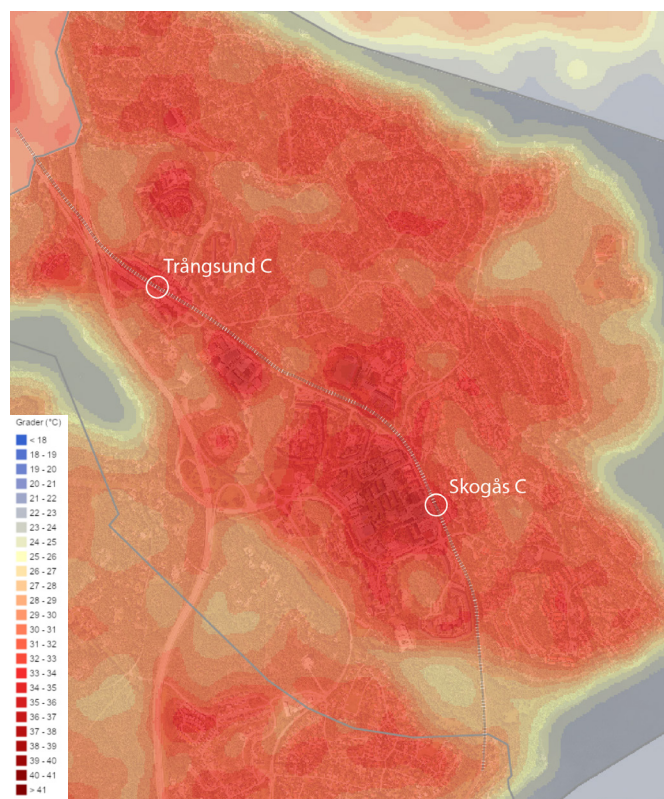 Trångsund C
Skogås C
Grader (°C)
< 18
18 - 19
19 - 20
20 - 21
21 - 22
22 - 23
23 - 24
24 - 25
25 - 26
26 - 27
27 - 28
28 - 29
29 - 30
30 - 31
31 - 32
32 - 33
33 - 34
34 - 35
35 - 36
36 - 37
37 - 38
38 - 39
39 - 40
40 - 41
> 41